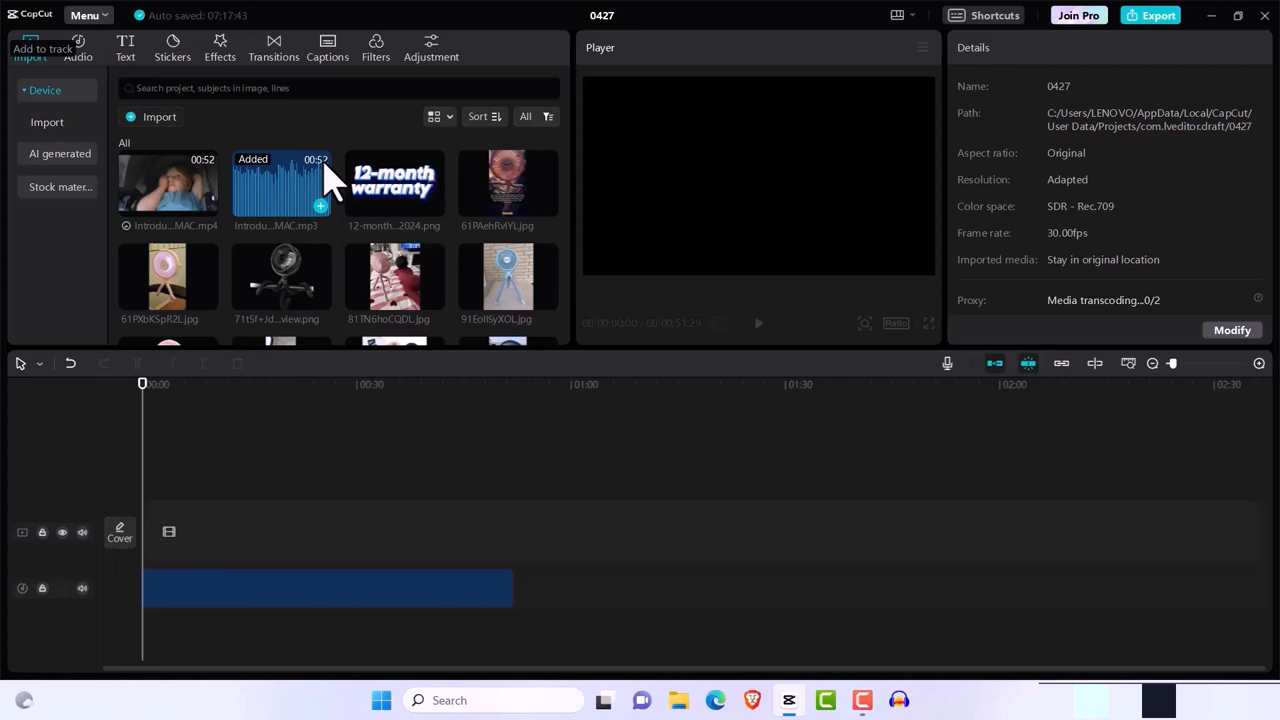 CapCut
Menu
Auto saved: 07:17:43
0427
Shortcuts
Join Pro
Export
Add to track
Import
Audio
Text
Stickers
Effects
Transitions
Captions
Filters
Adjustment
Player
Details
Device
Import
AI generated
Stock mater...
Search project, subjects in image, lines
Import
Sort
All
All
00:52
Added
00:52
12-month
warranty
Introdu...MAC.mp4
Introdu...MAC.mp3
12-month...2024.png
61PAehRvlYL.jpg
61PXbKSpR2L.jpg
71tSf+Jd...view.png
81TN6hoCQDL.jpg
91EoIlSyXOL.jpg
00:00:00:00 / 00:00:51:29
Ratio
Name:
0427
Path:
C:/Users/LENOVO/AppData/Local/CapCut/
User Data/Projects/com.lveditor.draft/0427
Aspect ratio:
Original
Resolution:
Adapted
Color space:
SDR - Rec.709
Frame rate:
30.00fps
Imported media:
Stay in original location
Proxy:
Media transcoding...0/2
Modify
00:00
00:30
01:00
01:30
02:00
02:30
Cover
Search